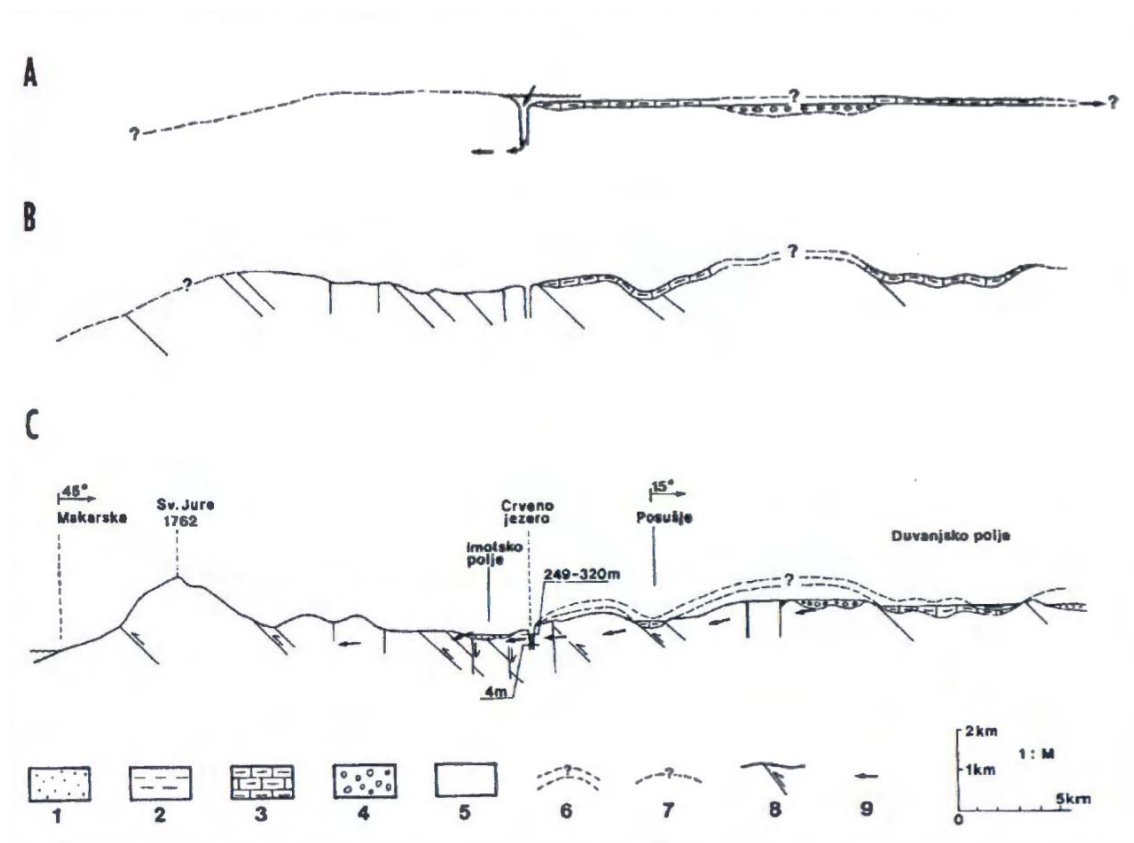 A
?
?
?
B
?
?
C
45°
Makarska
Sv. Jure
1762
Imotsko
polje
Crveno
jezero
249-320m
4m
15°
Posušje
?
Duvanjsko polje
1
2
3
4
5
?
6
?
7
8
9
2km
1km
1 : M
5km
0